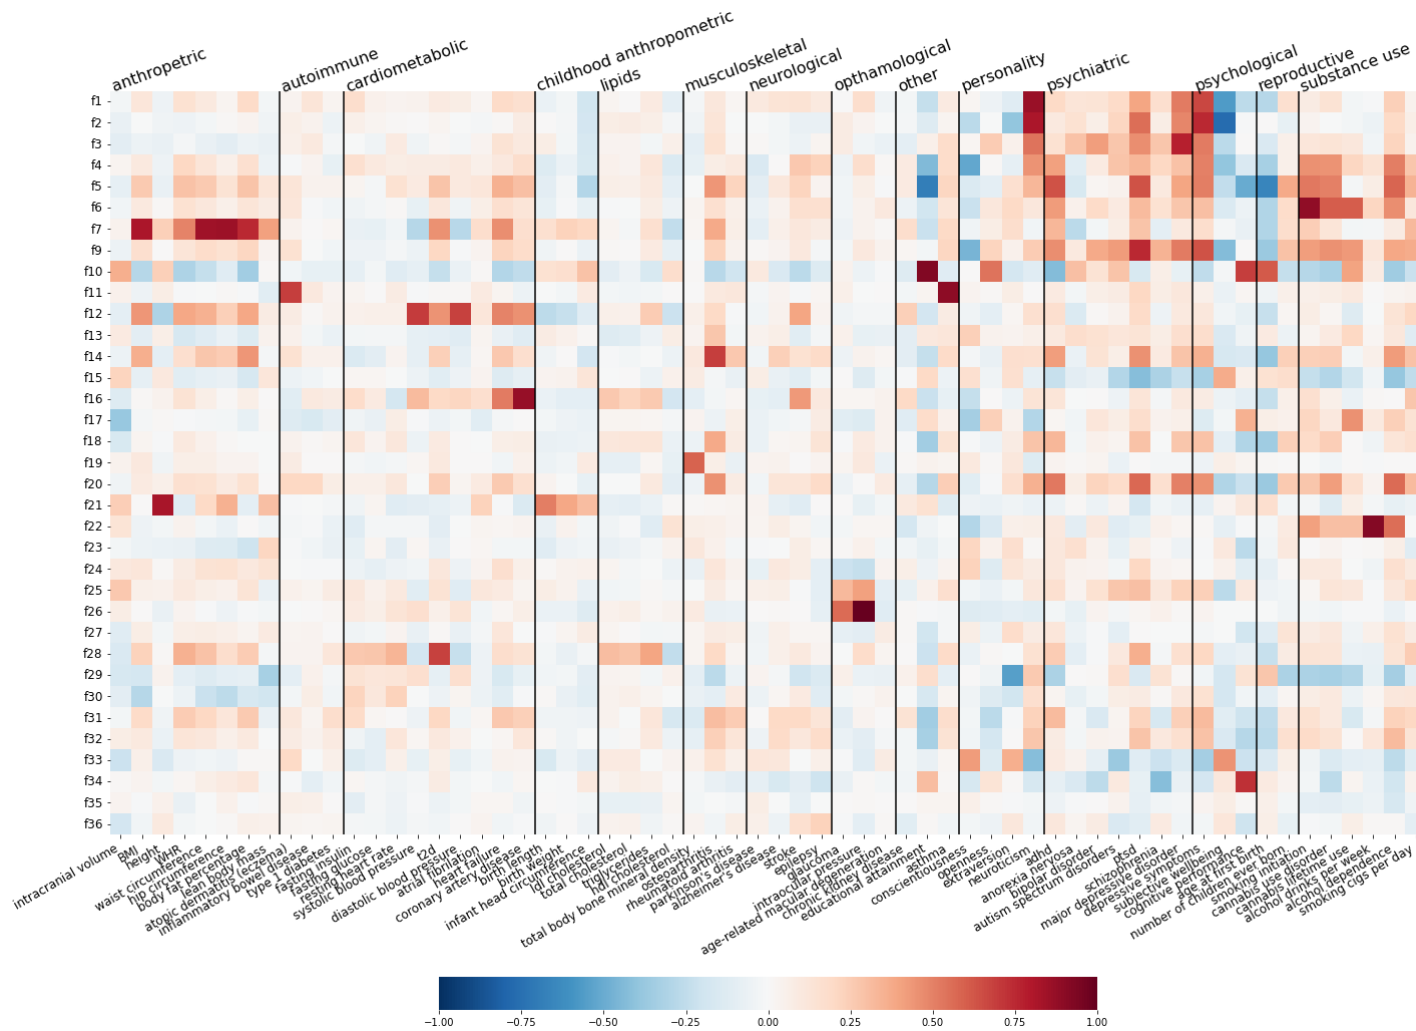 anthropetric
autoimmune
cardiometabolic
childhood anthropometric
lipids
musculoskeletal
neurological
opthamological
other
personality
psychiatric
psychological
reproductive
substance use
f1
f2
f3
f4
f5
f6
f7
f9
f10
f11
f12
f13
f14
f15
f16
f17
f18
f19
f20
f21
f22
f23
f24
f25
f26
f27
f28
f29
f30
f31
f32
f33
f34
f35
f36
intracranial volume
BMI
height
WHR
waist circumference
hip circumference
body fat percentage
lean body mass
atopic dermatitis (eczema)
inflammatory bowel disease
type 1 diabetes
fasting insulin
fasting glucose
resting heart rate
systolic blood pressure
t2d
diastolic blood pressure
atrial fibrillation
heart failure
coronary artery disease
birth length
birth weight
infant head circumference
ldl cholesterol
total cholesterol
triglycerides
hdl cholesterol
total body bone mineral density
osteoarthritis
rheumatoid arthritis
parkinson's disease
alzheimer's disease
stroke
epilepsy
glaucoma
intraocular pressure
age-related macular degeneration
chronic kidney disease
educational attainment
asthma
conscientiousness
openness
extraversion
neuroticism
adhd
anorexia nervosa
bipolar disorder
autism spectrum disorders
ptsd
schizophrenia
major depressive disorder
depressive symptoms
subjective wellbeing
cognitive performance
age at first birth
number of children ever born
smoking initiation
cannabis use disorder
cannabis lifetime use
alcohol drinks per week
alcohol dependence
smoking cigs per day
−1.00
−0.75
−0.50
−0.25
0.00
0.25
0.50
0.75
1.00